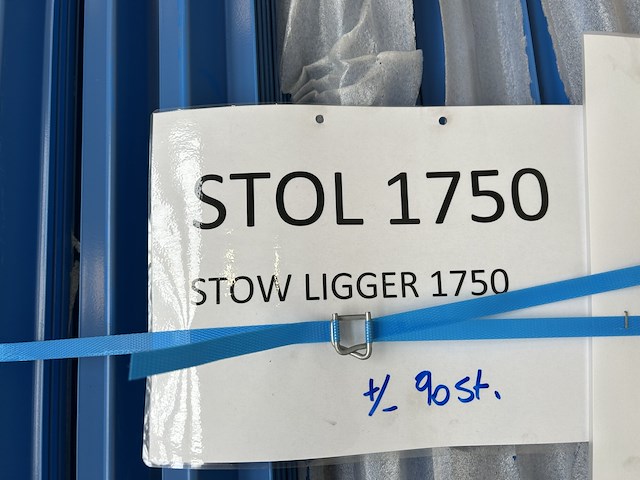 STOL 1750
STOW LIGGER 1750
+/- 90st.